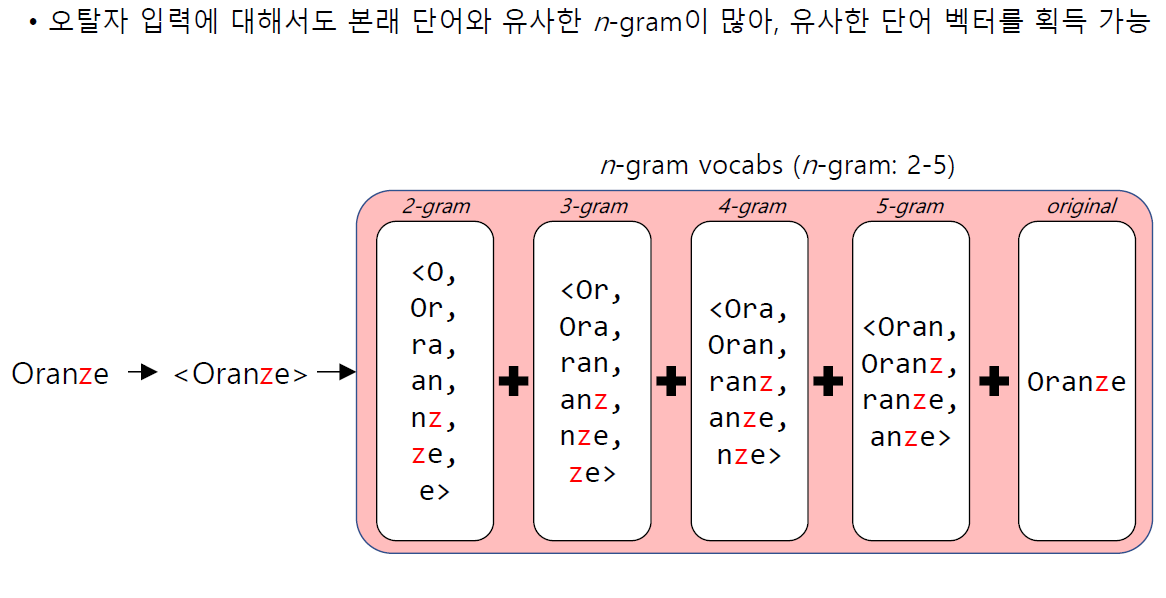 • 오탈자 입력에 대해서도 본래 단어와 유사한 n-gram이 많아, 유사한 단어 벡터를 획득 가능
n-gram vocabs (n-gram: 2-5)
Oranze
<Oranze>
2-gram
<O,
Or,
ra,
an,
nz,
ze,
e>
3-gram
<Or,
Ora,
ran,
anz,
nze,
ze>
4-gram
<Ora,
Oran,
ranz,
anze,
nze>
5-gram
<Oran,
Oranz,
ranze,
anze>
original
Oranze